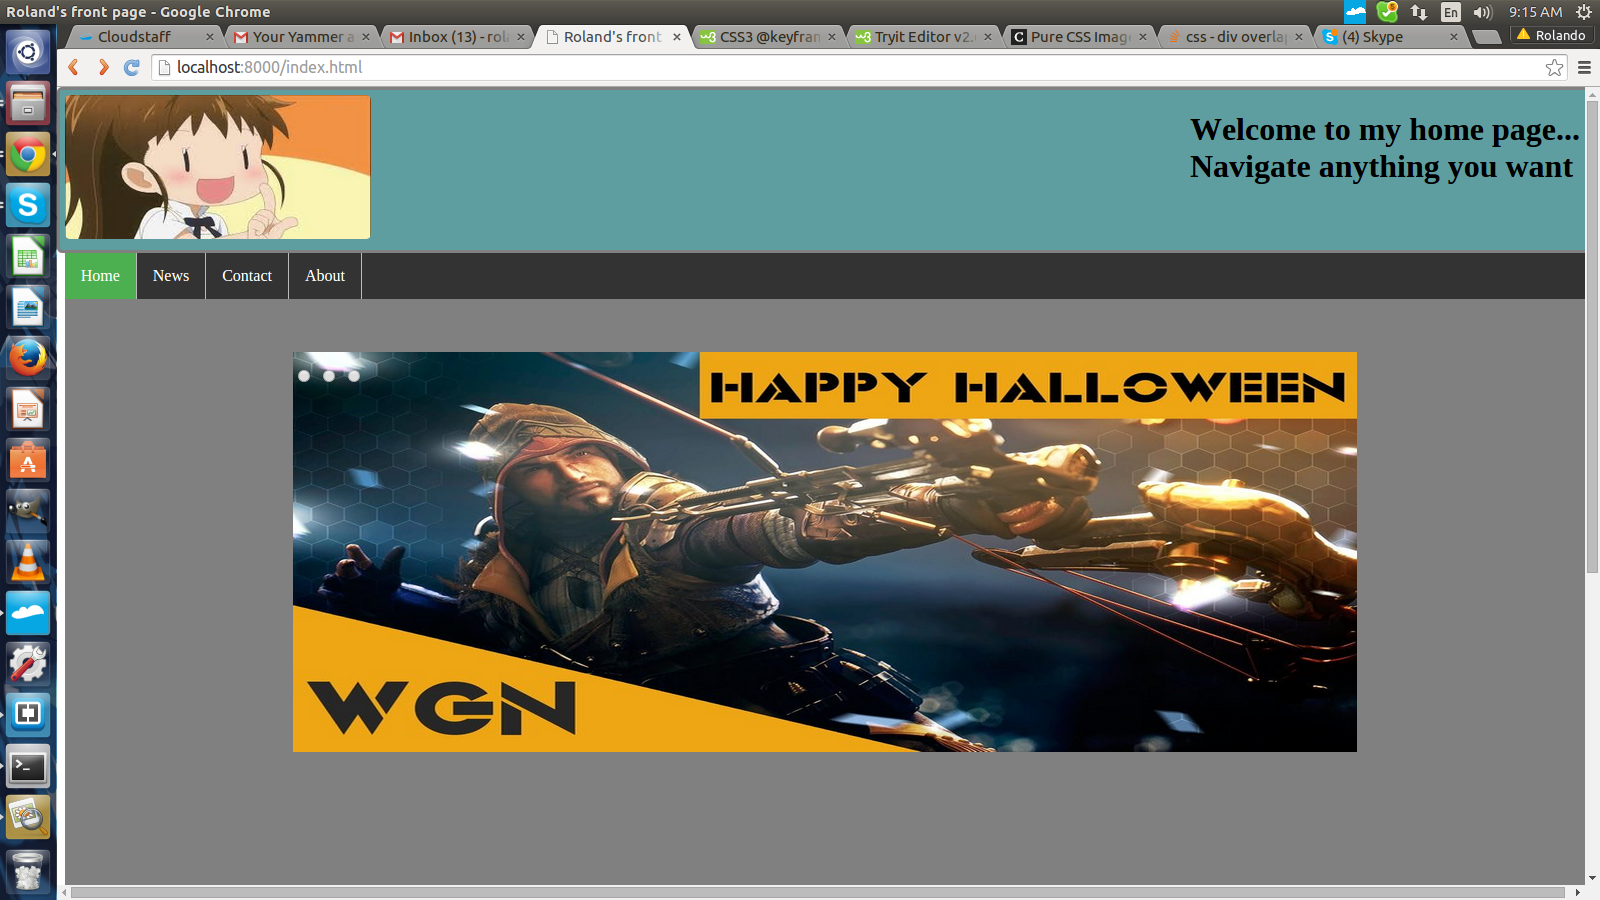 Roland's front page - Google Chrome
En
9:15 AM
Cloudstaff
Your Yammer a
Inbox (13) - rol
Roland's front
CSS3 @keyfran
Tryit Editor v2.
Pure CSS Imag
css - div overla
(4) Skype
Rolando
localhost:8000/index.html
Welcome to my home page...
Navigate anything you want
Home
News
Contact
About
HAPPY HALLOWEEN
WGN